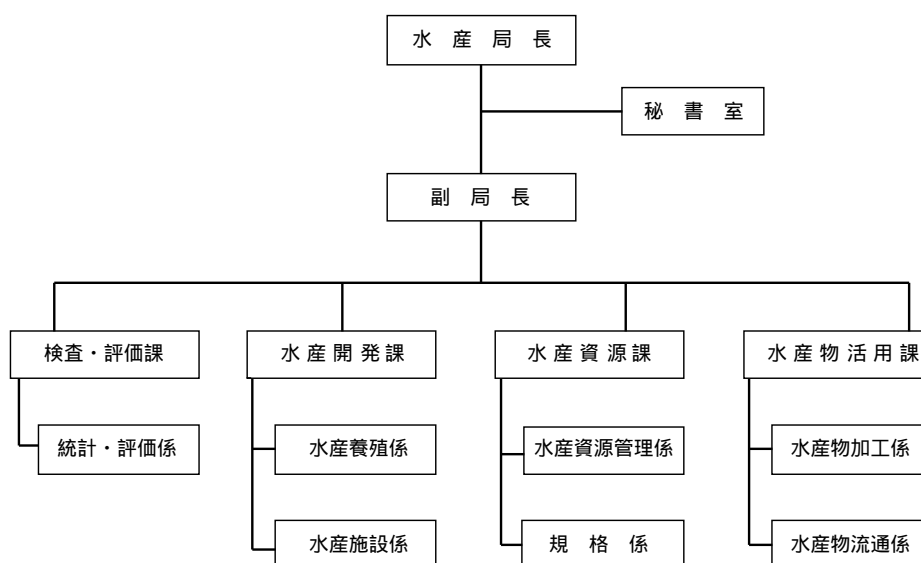 水産局長
秘書室
副局長
検査・評価課
水産開発課
水産資源課
水産物活用課
統計・評価係
水産養殖係
水産資源管理係
水産物加工係
水産施設係
規格係
水産物流通係